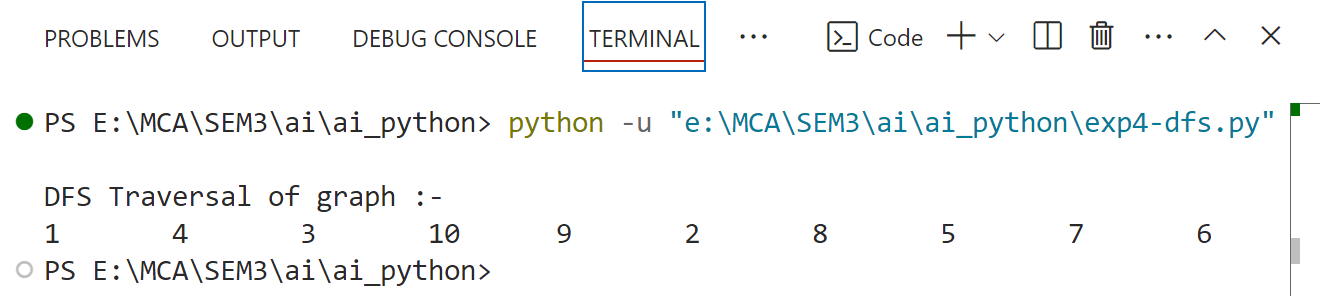 PROBLEMS OUTPUT DEBUG CONSOLE TERMINAL ... Code
PS E:\MCA\SEM3\ai\ai_python> python -u "e:\MCA\SEM3\ai\ai_python\exp4-dfs.py"
DFS Traversal of graph :-
1 4 3 10 9 2 8 5 7 6
PS E:\MCA\SEM3\ai\ai_python>